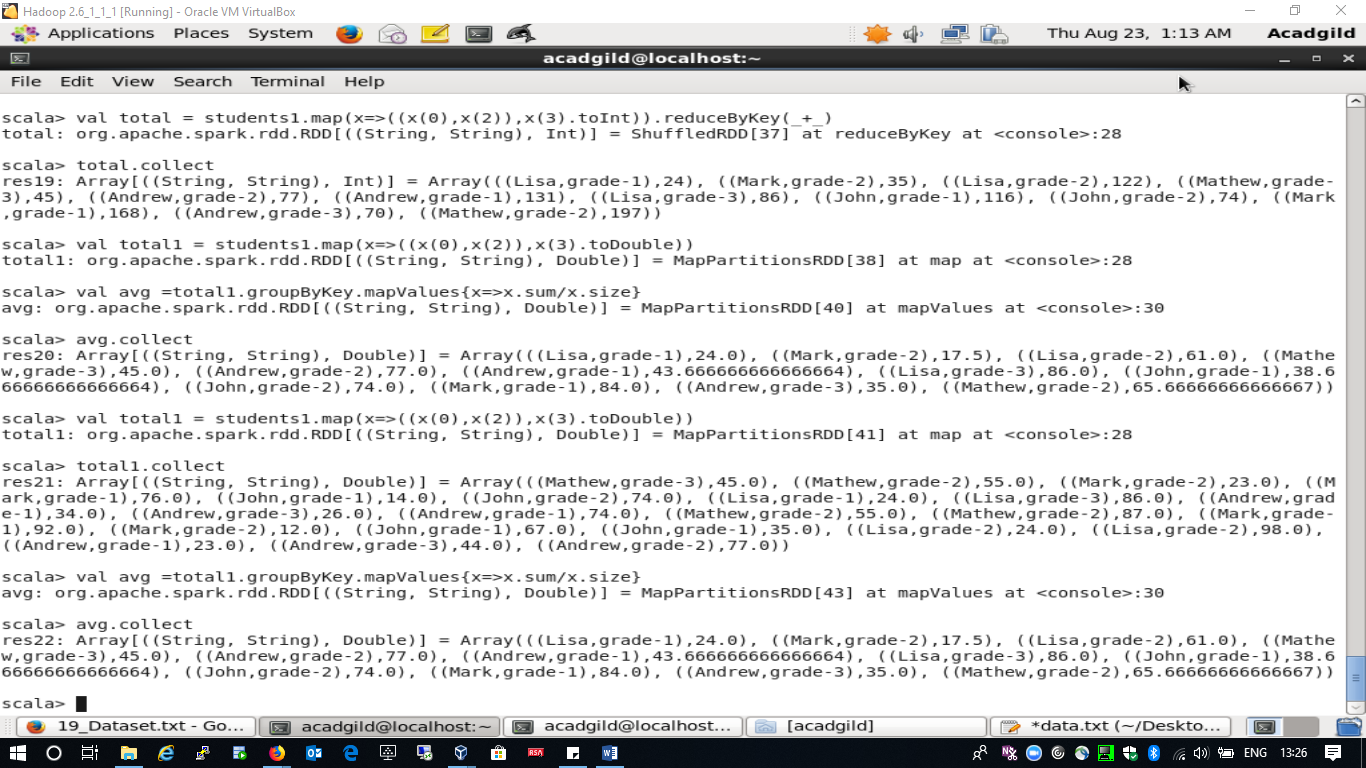 Hadoop 2.6_1_1_1 [Running] - Oracle VM VirtualBox
Applications Places System Thu Aug 23, 1:13 AM Acadgild
acadgild@localhost:~
File Edit View Search Terminal Help
scala> val total = students1.map(x=>((x(0),x(2)),x(3).toInt)).reduceByKey(_+_)
total: org.apache.spark.rdd.RDD[((String, String), Int)] = ShuffledRDD[37] at reduceByKey at <console>:28
scala> total.collect
res19: Array[((String, String), Int)] = Array(((Lisa,grade-1),24), ((Mark,grade-2),35), ((Lisa,grade-2),122), ((Mathew,grade-
3),45), ((Andrew,grade-2),77), ((Andrew,grade-1),131), ((Lisa,grade-3),86), ((John,grade-1),116), ((John,grade-2),74), ((Mark
,grade-1),168), ((Andrew,grade-3),70), ((Mathew,grade-2),197))
scala> val total1 = students1.map(x=>((x(0),x(2)),x(3).toDouble))
total1: org.apache.spark.rdd.RDD[((String, String), Double)] = MapPartitionsRDD[38] at map at <console>:28
scala> val avg =total1.groupByKey.mapValues{x=>x.sum/x.size}
avg: org.apache.spark.rdd.RDD[((String, String), Double)] = MapPartitionsRDD[40] at mapValues at <console>:30
scala> avg.collect
res20: Array[((String, String), Double)] = Array(((Lisa,grade-1),24.0), ((Mark,grade-2),17.5), ((Lisa,grade-2),61.0), ((Mathe
w,grade-3),45.0), ((Andrew,grade-2),77.0), ((Andrew,grade-1),43.666666666666664), ((Lisa,grade-3),86.0), ((John,grade-1),38.6
66666666666664), ((John,grade-2),74.0), ((Mark,grade-1),84.0), ((Andrew,grade-3),35.0), ((Mathew,grade-2),65.66666666666667))
scala> val total1 = students1.map(x=>((x(0),x(2)),x(3).toDouble))
total1: org.apache.spark.rdd.RDD[((String, String), Double)] = MapPartitionsRDD[41] at map at <console>:28
scala> total1.collect
res21: Array[((String, String), Double)] = Array(((Mathew,grade-3),45.0), ((Mathew,grade-2),55.0), ((Mark,grade-2),23.0), ((M
ark,grade-1),76.0), ((John,grade-1),14.0), ((John,grade-2),74.0), ((Lisa,grade-1),24.0), ((Lisa,grade-3),86.0), ((Andrew,grad
e-1),34.0), ((Andrew,grade-3),26.0), ((Andrew,grade-1),74.0), ((Mathew,grade-2),55.0), ((Mathew,grade-2),87.0), ((Mark,grade-
1),92.0), ((Mark,grade-2),12.0), ((John,grade-1),67.0), ((John,grade-1),35.0), ((Lisa,grade-2),24.0), ((Lisa,grade-2),98.0),
((Andrew,grade-1),23.0), ((Andrew,grade-3),44.0), ((Andrew,grade-2),77.0))
scala> val avg =total1.groupByKey.mapValues{x=>x.sum/x.size}
avg: org.apache.spark.rdd.RDD[((String, String), Double)] = MapPartitionsRDD[43] at mapValues at <console>:30
scala> avg.collect
res22: Array[((String, String), Double)] = Array(((Lisa,grade-1),24.0), ((Mark,grade-2),17.5), ((Lisa,grade-2),61.0), ((Mathe
w,grade-3),45.0), ((Andrew,grade-2),77.0), ((Andrew,grade-1),43.666666666666664), ((Lisa,grade-3),86.0), ((John,grade-1),38.6
66666666666664), ((John,grade-2),74.0), ((Mark,grade-1),84.0), ((Andrew,grade-3),35.0), ((Mathew,grade-2),65.66666666666667))
scala>
19_Dataset.txt - Go... acadgild@localhost:~ acadgild@localhost... [acadgild] *data.txt (~/Deskto...
RSA ENG 13:26